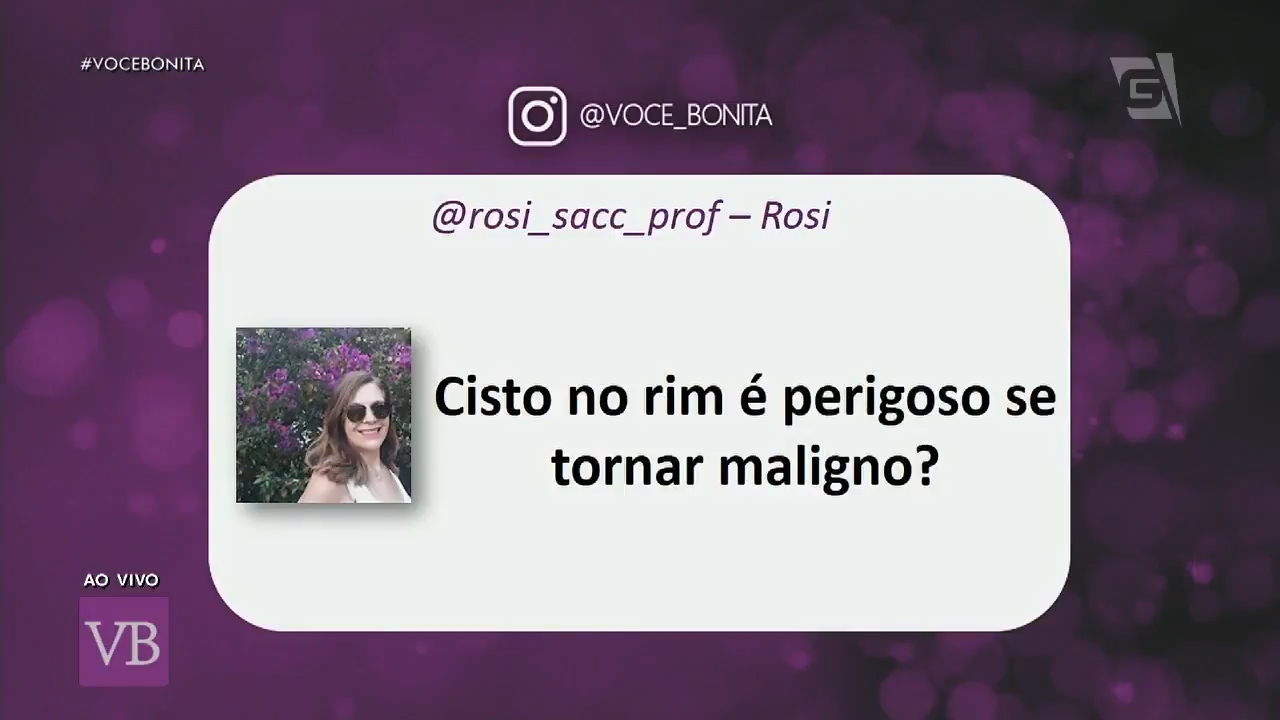 #VOCEBONITA
@VOCE_BONITA
@rosi_sacc_prof – Rosi
Cisto no rim é perigoso se
tornar maligno?
AO VIVO
VB